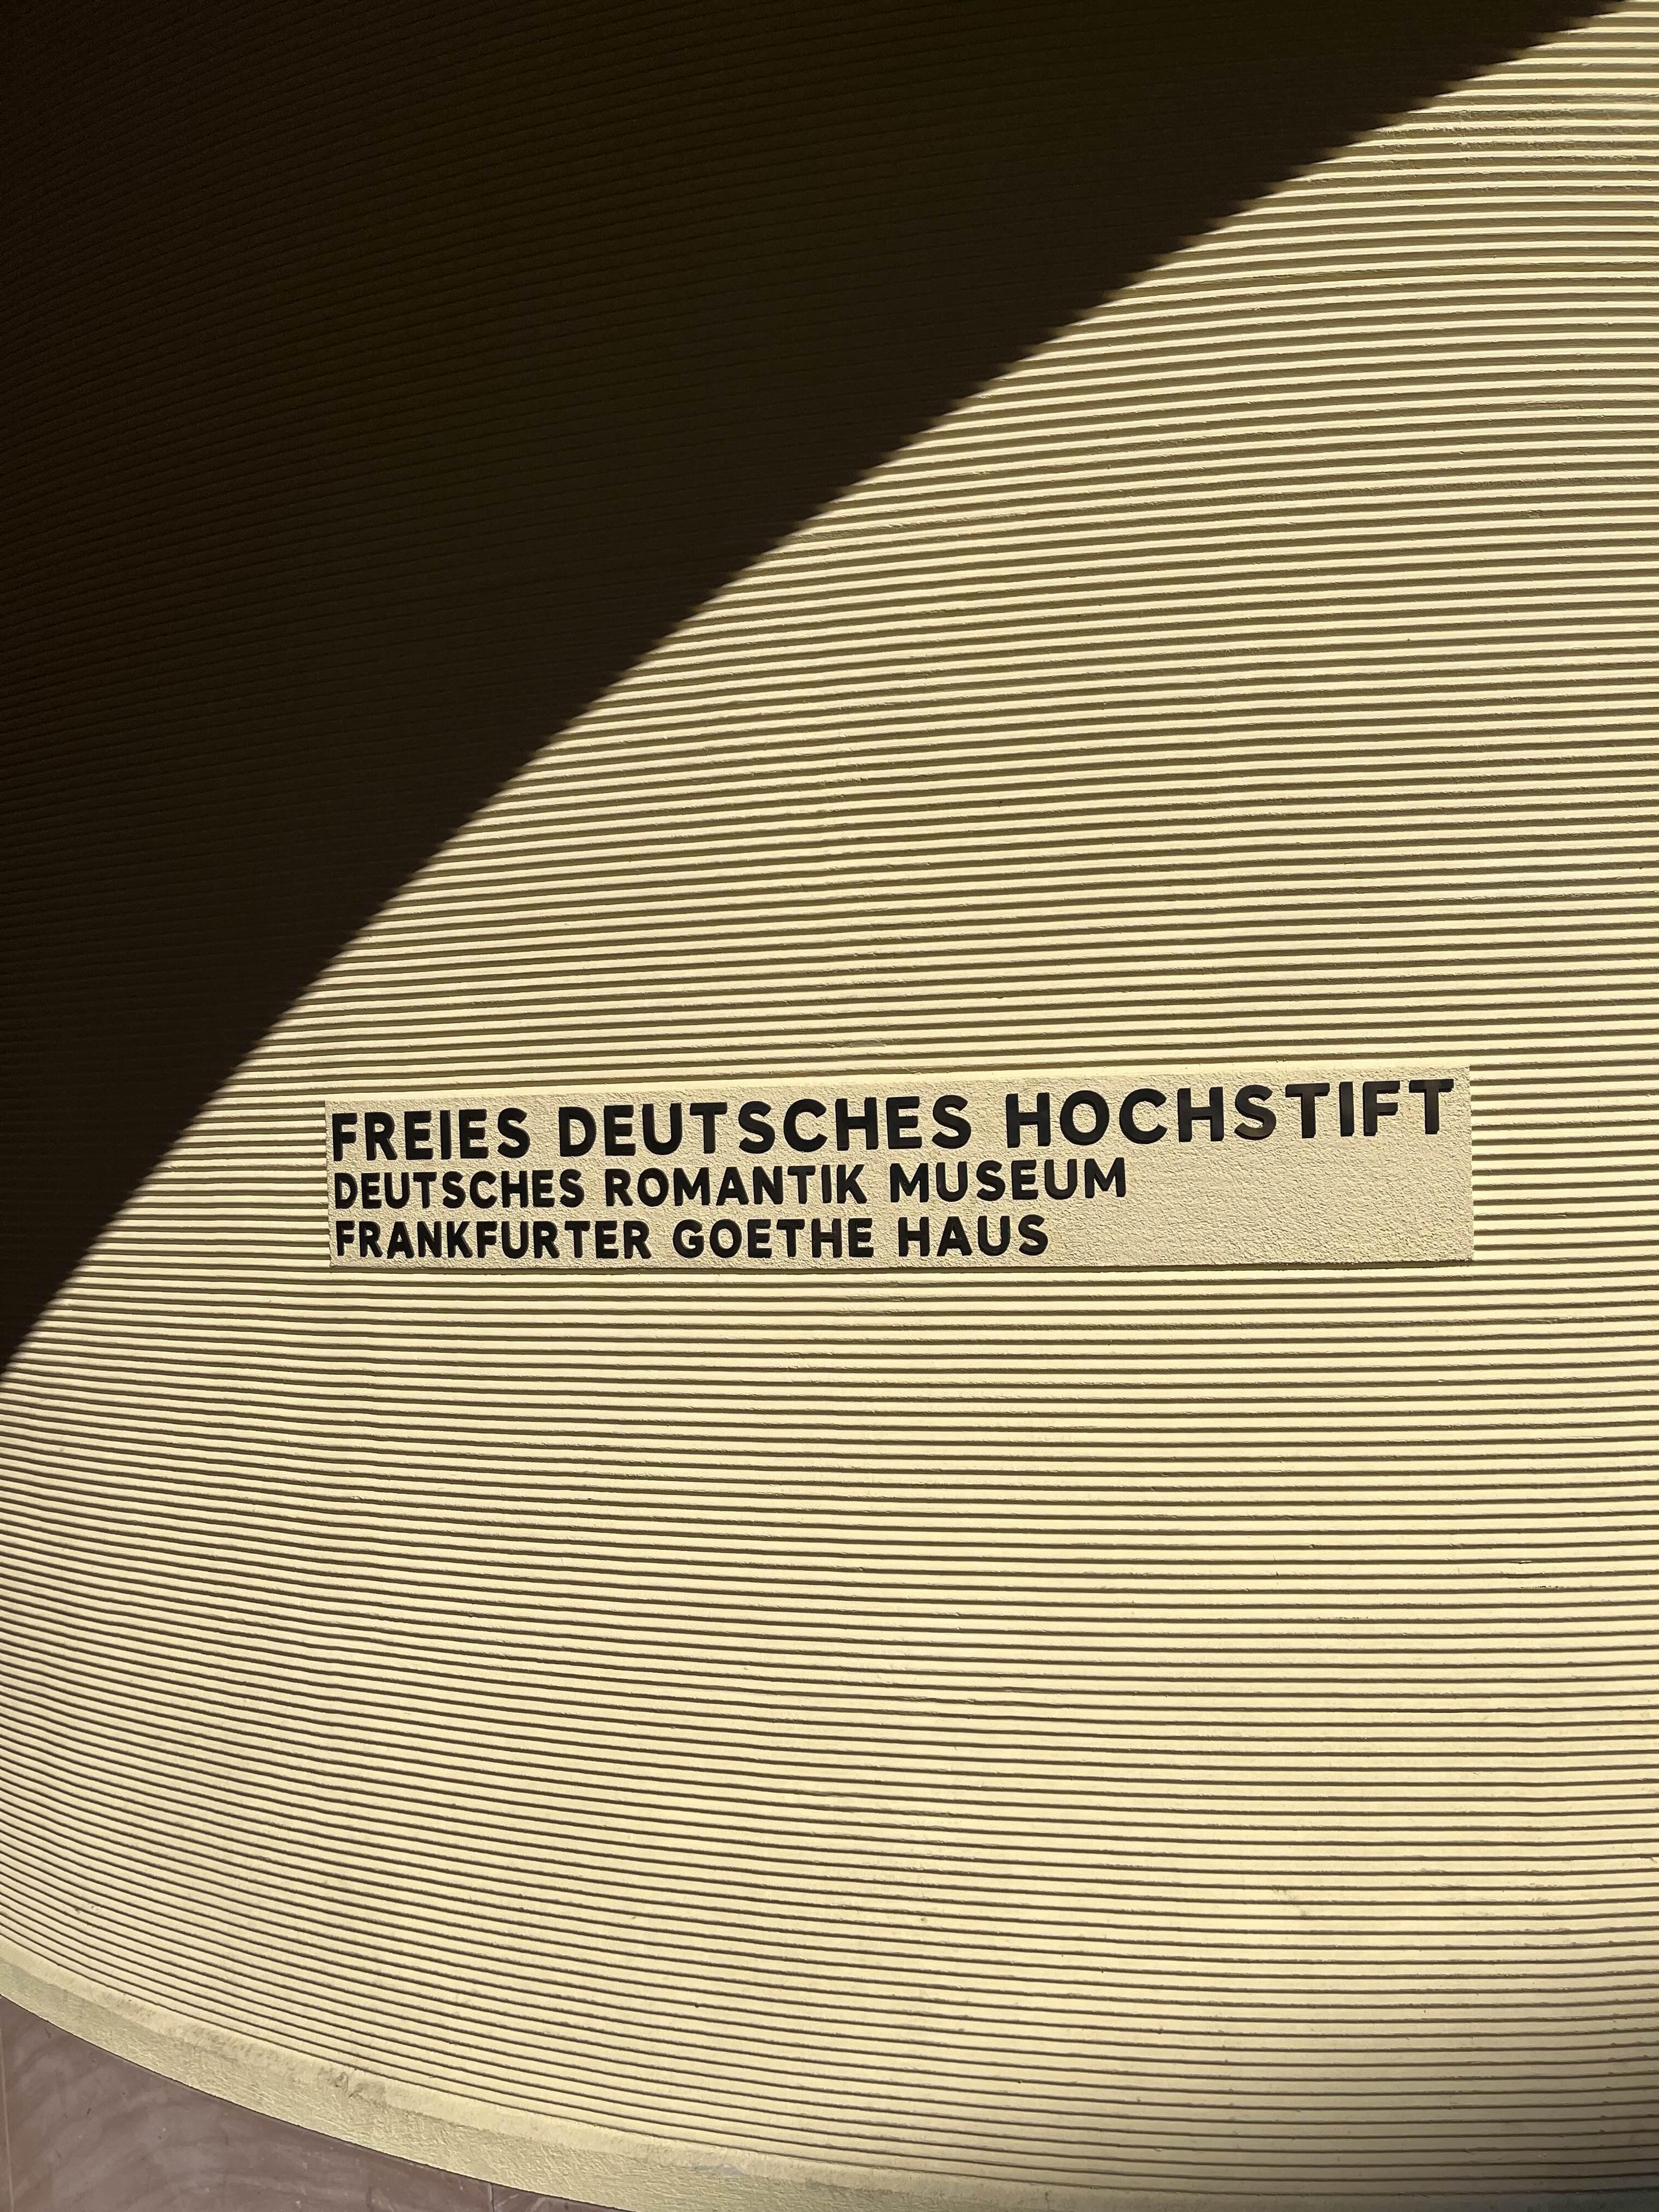 FREIES DEUTSCHES HOCHSTIFT
DEUTSCHES ROMANTIK MUSEUM
FRANKFURTER GOETHE HAUS